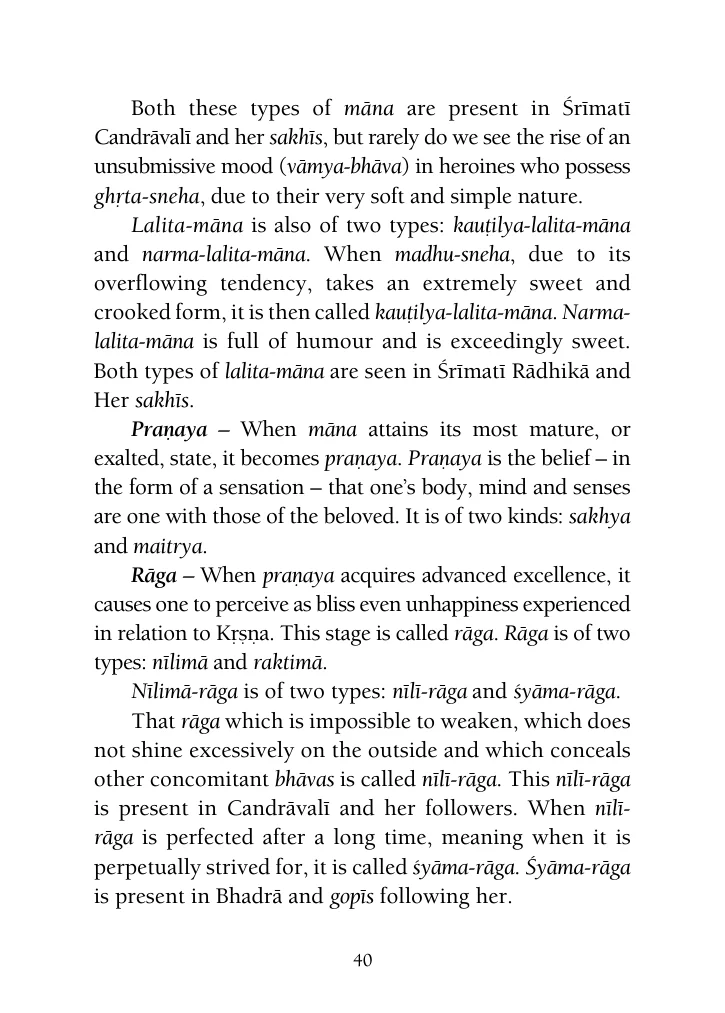 Both these types of māna are present in Śrīmatī
Candrāvalī and her sakhīs, but rarely do we see the rise of an
unsubmissive mood (vāmya-bhāva) in heroines who possess
ghṛta-sneha, due to their very soft and simple nature.
Lalita-māna is also of two types: kauṭilya-lalita-māna
and narma-lalita-māna. When madhu-sneha, due to its
overflowing tendency, takes an extremely sweet and
crooked form, it is then called kauṭilya-lalita-māna. Narma-
lalita-māna is full of humour and is exceedingly sweet.
Both types of lalita-māna are seen in Śrīmatī Rādhikā and
Her sakhīs.
Praṇaya – When māna attains its most mature, or
exalted, state, it becomes praṇaya. Praṇaya is the belief – in
the form of a sensation – that one’s body, mind and senses
are one with those of the beloved. It is of two kinds: sakhya
and maitrya.
Rāga – When praṇaya acquires advanced excellence, it
causes one to perceive as bliss even unhappiness experienced
in relation to Kṛṣṇa. This stage is called rāga. Rāga is of two
types: nīlimā and raktimā.
Nīlimā-rāga is of two types: nīlī-rāga and śyāma-rāga.
That rāga which is impossible to weaken, which does
not shine excessively on the outside and which conceals
other concomitant bhāvas is called nīlī-rāga. This nīlī-rāga
is present in Candrāvalī and her followers. When nīlī-
rāga is perfected after a long time, meaning when it is
perpetually strived for, it is called śyāma-rāga. Śyāma-rāga
is present in Bhadrā and gopīs following her.
40